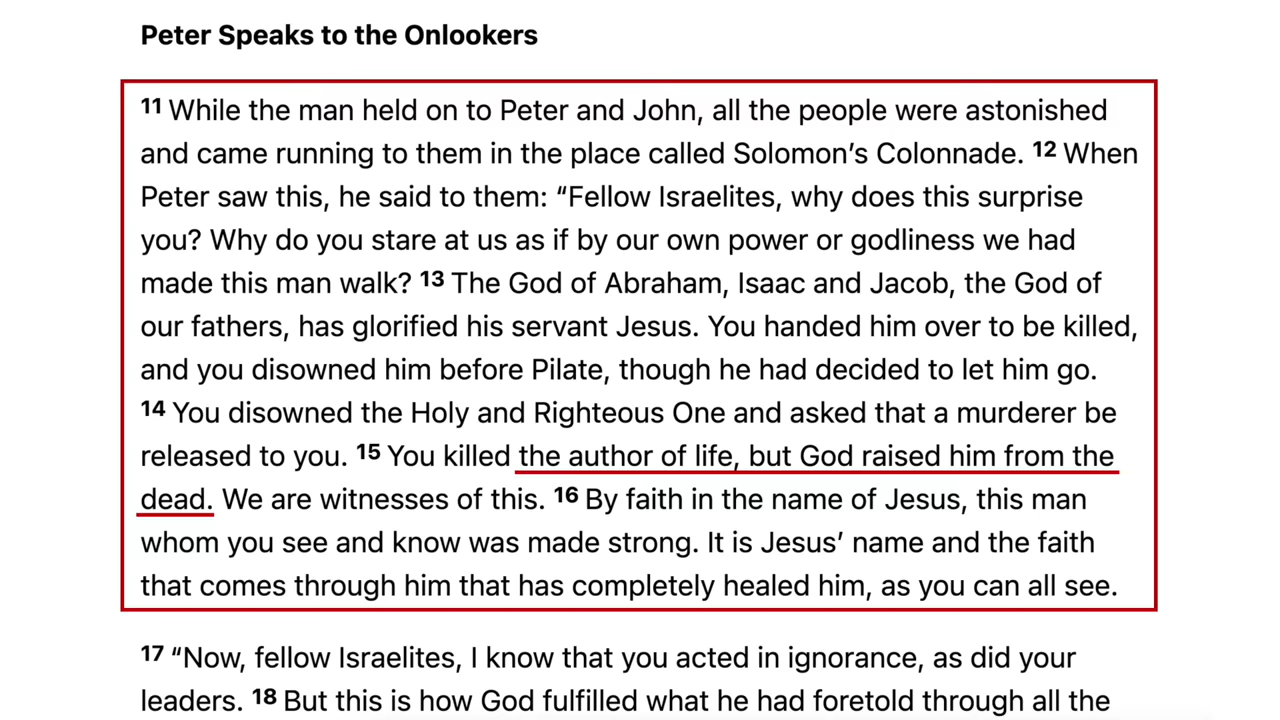 Peter Speaks to the Onlookers
11 While the man held on to Peter and John, all the people were astonished
and came running to them in the place called Solomon’s Colonnade. 12 When
Peter saw this, he said to them: “Fellow Israelites, why does this surprise
you? Why do you stare at us as if by our own power or godliness we had
made this man walk? 13 The God of Abraham, Isaac and Jacob, the God of
our fathers, has glorified his servant Jesus. You handed him over to be killed,
and you disowned him before Pilate, though he had decided to let him go.
14 You disowned the Holy and Righteous One and asked that a murderer be
released to you. 15 You killed the author of life, but God raised him from the
dead. We are witnesses of this. 16 By faith in the name of Jesus, this man
whom you see and know was made strong. It is Jesus’ name and the faith
that comes through him that has completely healed him, as you can all see.
17 “Now, fellow Israelites, I know that you acted in ignorance, as did your
leaders. 18 But this is how God fulfilled what he had foretold through all the